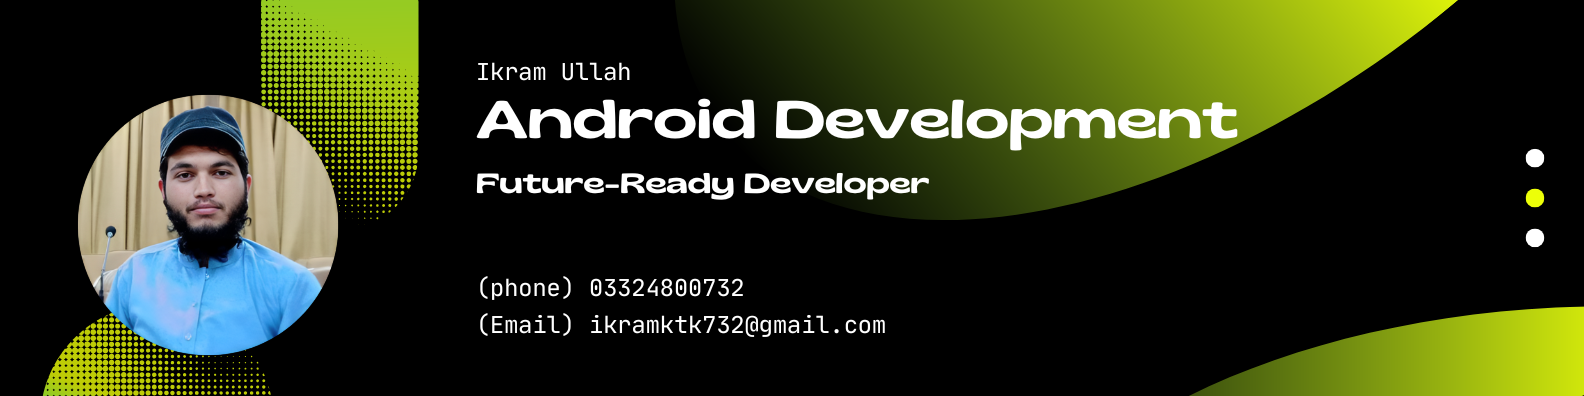 Ikram Ullah
Android Development
Future-Ready Developer
(phone) 03324800732
(Email) ikramktk732@gmail.com